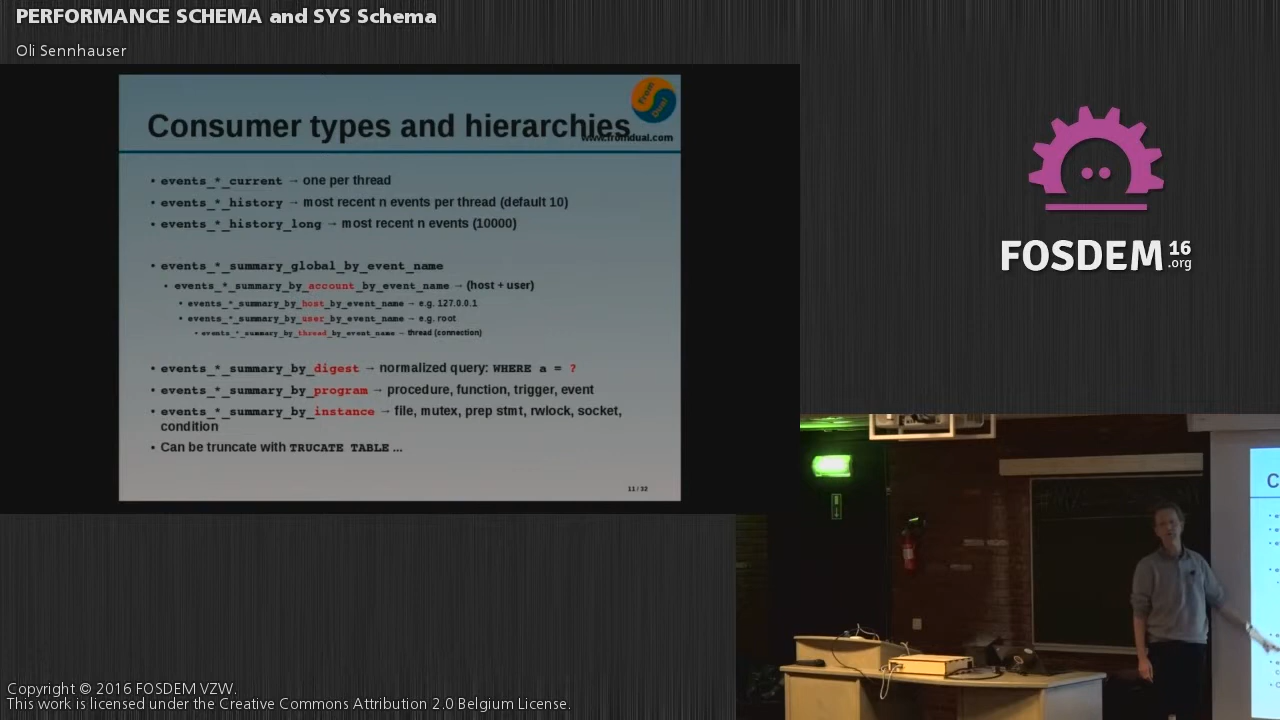 PERFORMANCE SCHEMA and SYS Schema
Oli Sennhauser
From
Dual
Consumer types and hierarchies
www.fromdual.com
• events_*_current → one per thread
• events_*_history → most recent n events per thread (default 10)
• events_*_history_long → most recent n events (10000)
• events_*_summary_global_by_event_name
• events_*_summary_by_account_by_event_name → (host + user)
• events_*_summary_by_host_by_event_name → e.g. 127.0.0.1
• events_*_summary_by_user_by_event_name → e.g. root
• events_*_summary_by_thread_by_event_name → thread (connection)
• events_*_summary_by_digest → normalized query: WHERE a = ?
• events_*_summary_by_program → procedure, function, trigger, event
• events_*_summary_by_instance → file, mutex, prep stmt, rwlock, socket,
condition
• Can be truncate with TRUCATE TABLE ...
11 / 32
FOSDEM 16
.org
C
Copyright © 2016 FOSDEM VZW.
This work is licensed under the Creative Commons Attribution 2.0 Belgium License.